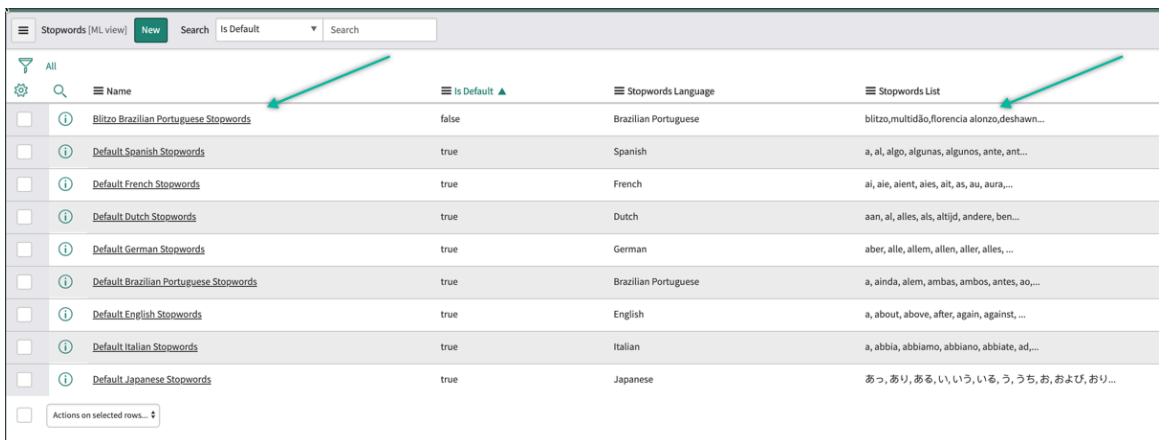 Stopwords [ML view] New Search Is Default Search
All
Name Is Default Stopwords Language Stopwords List
Blitzo Brazilian Portuguese Stopwords false Brazilian Portuguese blitzo,multidão,florencia alonzo,deshawn...
Default Spanish Stopwords true Spanish a, al, algo, algunas, algunos, ante, ant...
Default French Stopwords true French ai, aie, aient, aies, ait, as, au, aura,...
Default Dutch Stopwords true Dutch aan, al, alles, als, altijd, andere, ben...
Default German Stopwords true German aber, alle, allem, allen, aller, alles, ...
Default Brazilian Portuguese Stopwords true Brazilian Portuguese a, ainda, alem, ambas, ambos, antes, ao,...
Default English Stopwords true English a, about, above, after, again, against, ...
Default Italian Stopwords true Italian a, abbia, abbiamo, abbiano, abbiate, ad,...
Default Japanese Stopwords true Japanese あっ, あり, ある, い, いう, いる, う, うち, お, および, おり...
Actions on selected rows...